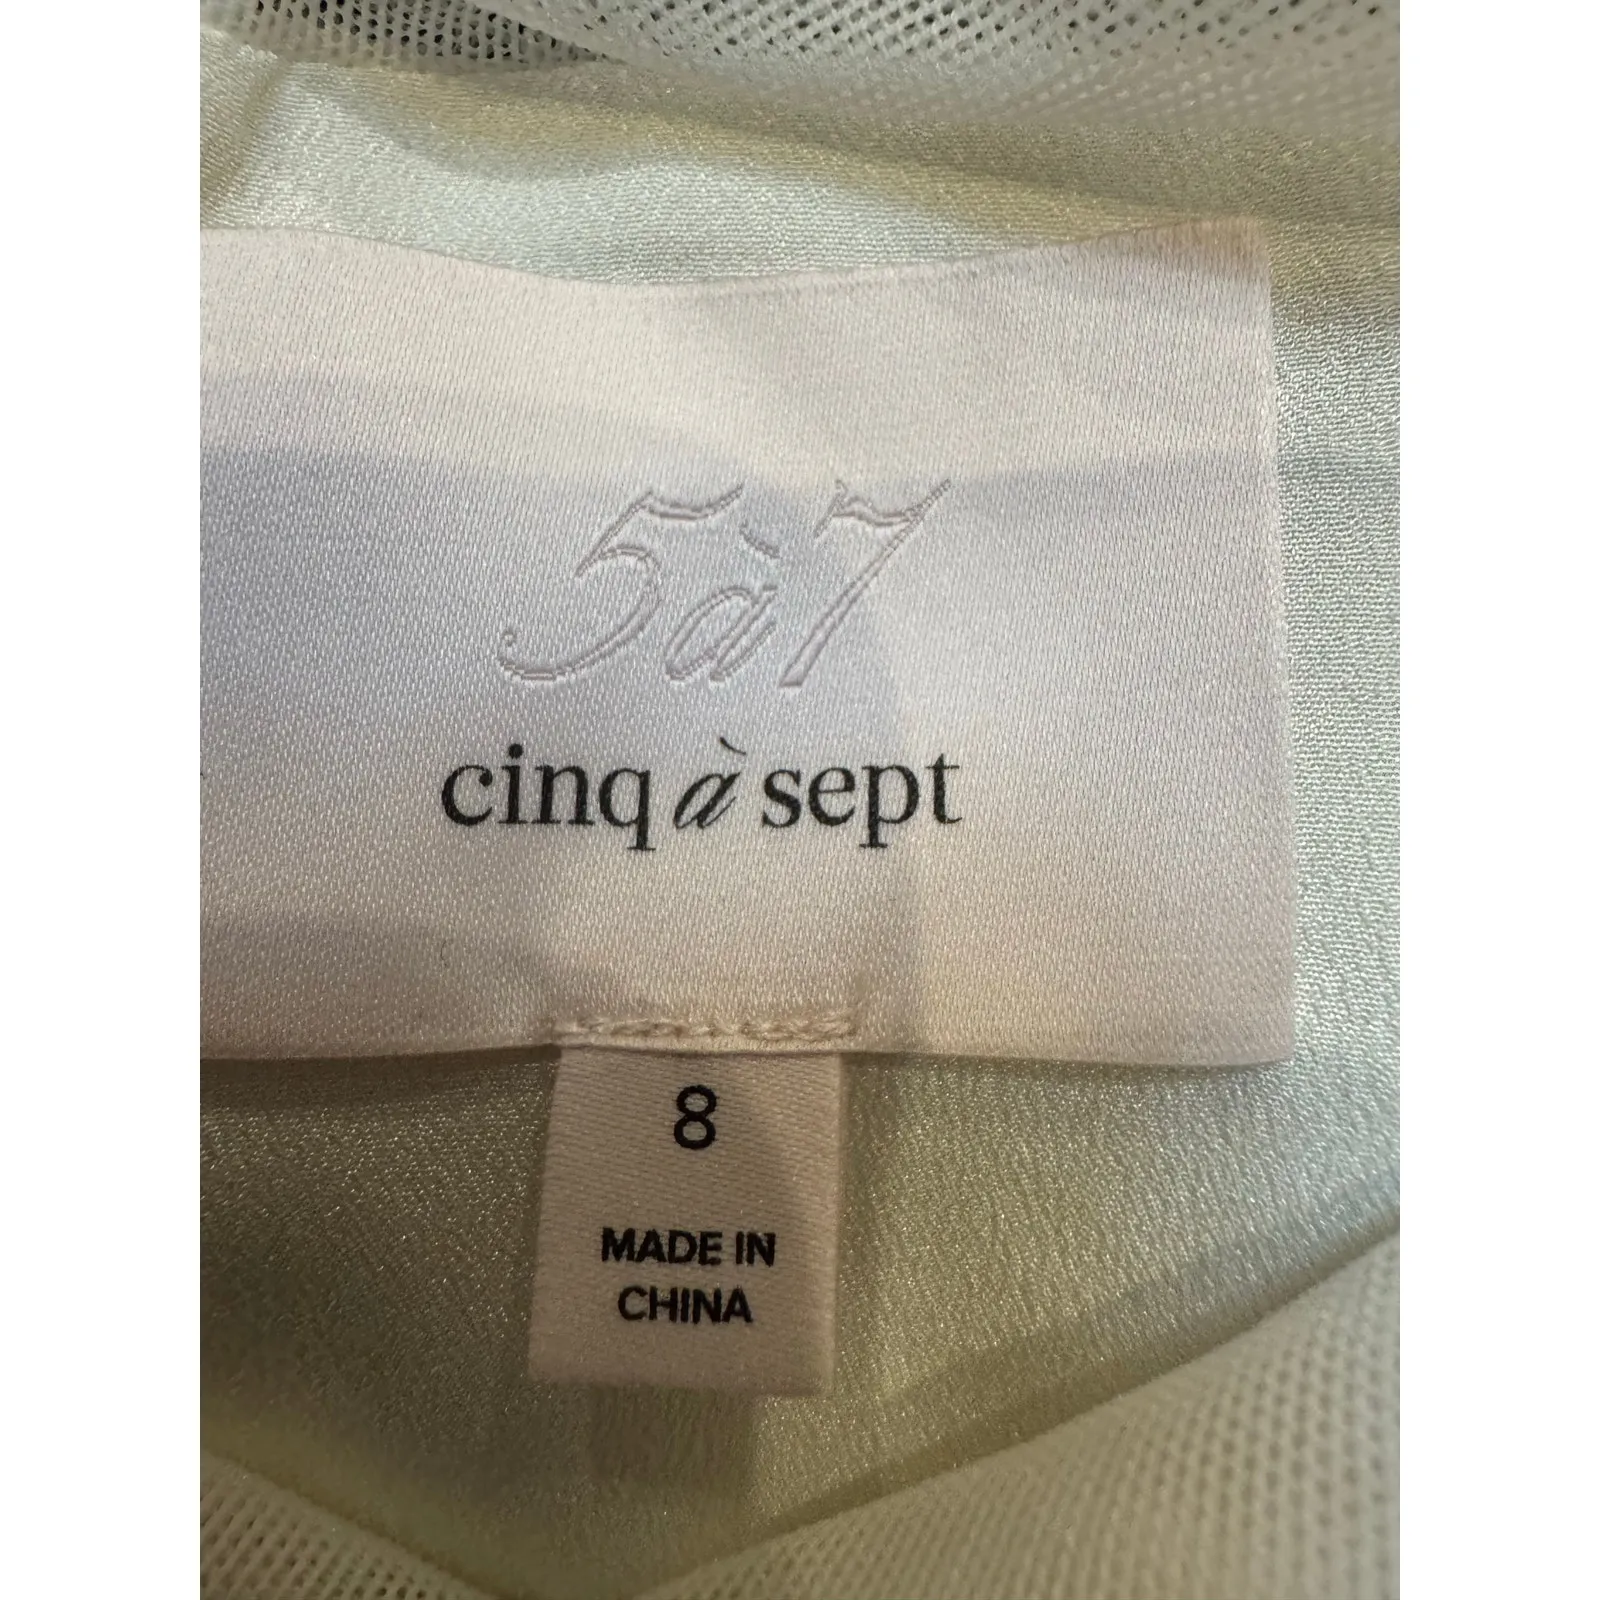 5à7
cinq à sept
8
MADE IN
CHINA